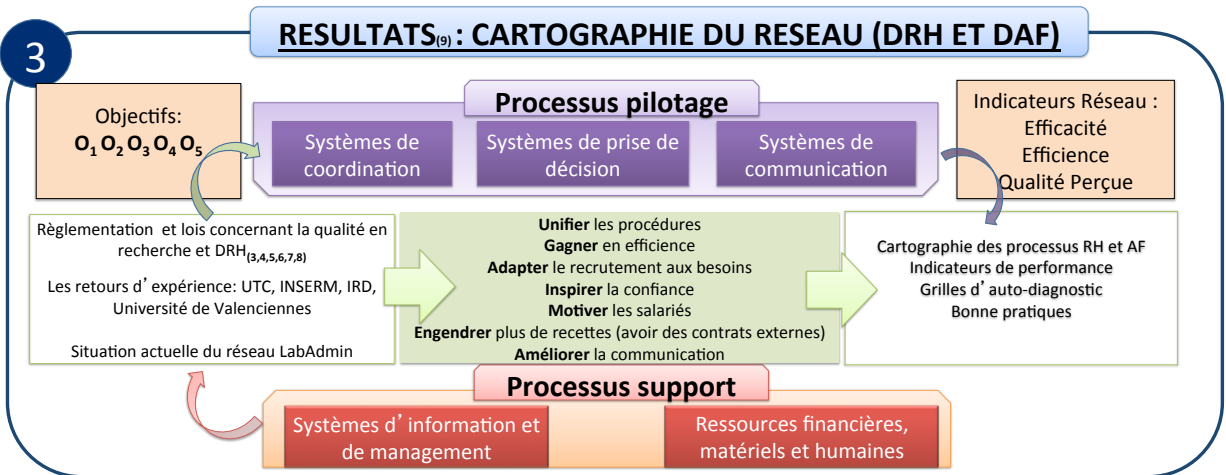 RESULTATS(9) : CARTOGRAPHIE DU RESEAU (DRH ET DAF)
3
Objectifs:
O1 O2 O3 O4 O5
Processus pilotage
Systèmes de
coordination
Systèmes de prise de
décision
Systèmes de
communication
Indicateurs Réseau :
Efficacité
Efficience
Qualité Perçue
Règlementation et lois concernant la qualité en
recherche et DRH(3,4,5,6,7,8)
Les retours d’ expérience: UTC, INSERM, IRD,
Université de Valenciennes
Situation actuelle du réseau LabAdmin
Unifier les procédures
Gagner en efficience
Adapter le recrutement aux besoins
Inspirer la confiance
Motiver les salariés
Engendrer plus de recettes (avoir des contrats externes)
Améliorer la communication
Cartographie des processus RH et AF
Indicateurs de performance
Grilles d’ auto-diagnostic
Bonne pratiques
Processus support
Systèmes d’ information et
de management
Ressources financières,
matériels et humaines